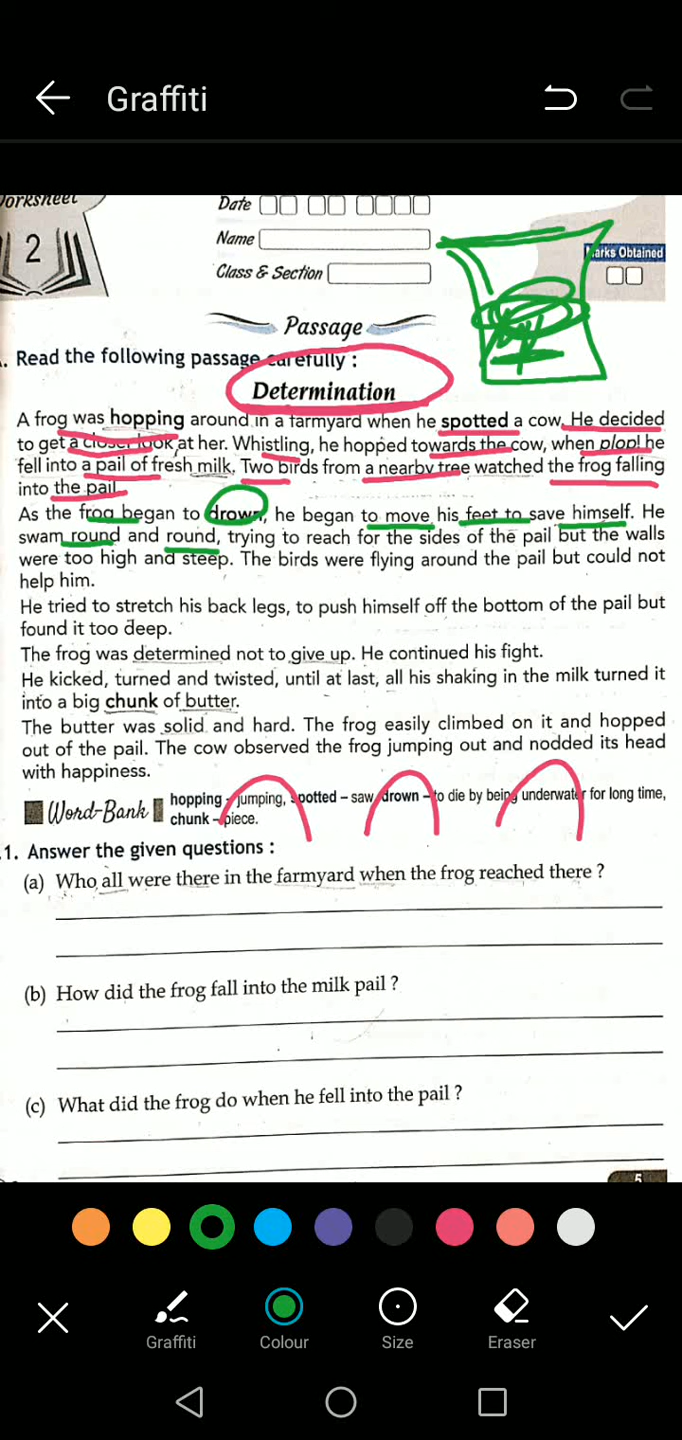 Graffiti
Worksheet
2
Date
Name
Class & Section
Marks Obtained
Passage
. Read the following passage carefully :
Determination
A frog was hopping around in a farmyard when he spotted a cow. He decided
to get a closer look at her. Whistling, he hopped towards the cow, when plop! he
fell into a pail of fresh milk. Two birds from a nearby tree watched the frog falling
into the pail.
As the frog began to drown, he began to move his feet to save himself. He
swam round and round, trying to reach for the sides of the pail but the walls
were too high and steep. The birds were flying around the pail but could not
help him.
He tried to stretch his back legs, to push himself off the bottom of the pail but
found it too deep.
The frog was determined not to give up. He continued his fight.
He kicked, turned and twisted, until at last, all his shaking in the milk turned it
into a big chunk of butter.
The butter was solid and hard. The frog easily climbed on it and hopped
out of the pail. The cow observed the frog jumping out and nodded its head
with happiness.
Word-Bank
hopping - jumping, spotted – saw, drown – to die by being underwater for long time,
chunk – piece.
1. Answer the given questions :
(a) Who all were there in the farmyard when the frog reached there ?
(b) How did the frog fall into the milk pail ?
(c) What did the frog do when he fell into the pail ?
5
Graffiti
Colour
Size
Eraser